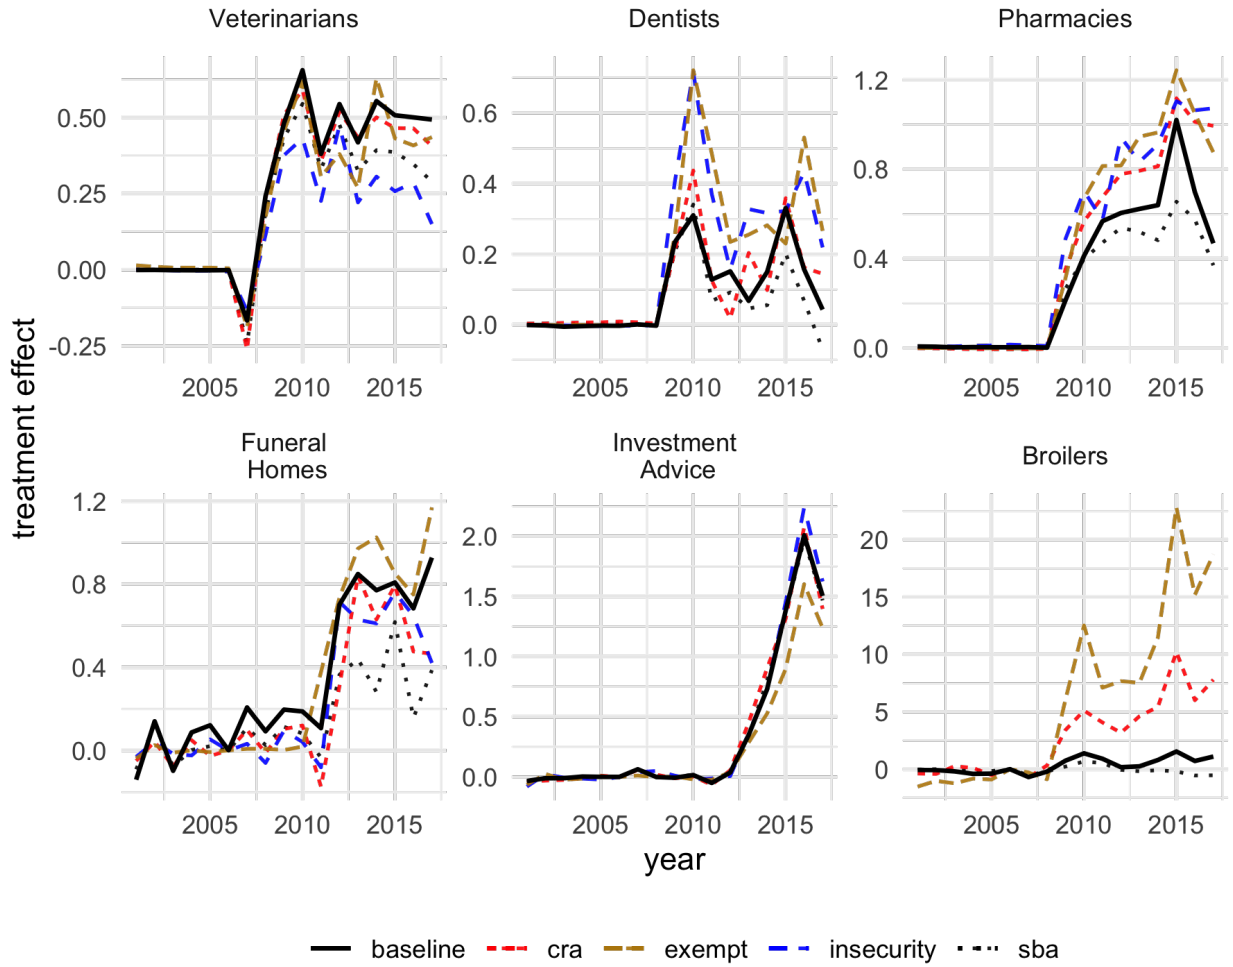 Veterinarians
Dentists
Pharmacies
0.50
0.25
0.00
-0.25
0.6
0.4
0.2
0.0
1.2
0.8
0.4
0.0
2005 2010 2015
2005 2010 2015
2005 2010 2015
treatment effect
Funeral
Homes
Investment
Advice
Broilers
1.2
0.8
0.4
0.0
2.0
1.5
1.0
0.5
0.0
20
15
10
5
0
2005 2010 2015
2005 2010 2015
2005 2010 2015
year
baseline cra exempt insecurity sba